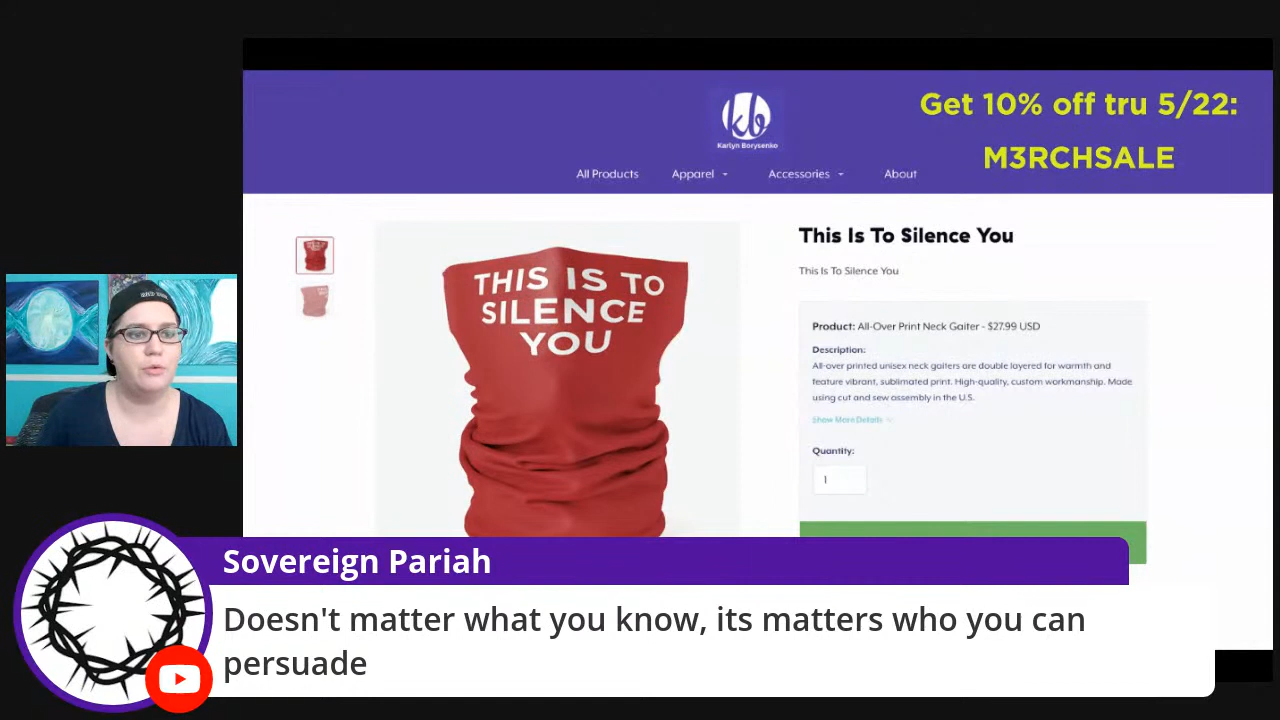 Get 10% off tru 5/22:
M3RCHSALE
kb
Karlyn Borysenko
All Products Apparel Accessories About
THIS IS TO
SILENCE
YOU
This Is To Silence You
This Is To Silence You
Product: All-Over Print Neck Gaiter - $27.99 USD
Description:
All-over printed unisex neck gaiters are double layered for warmth and
feature vibrant, sublimated print. High-quality, custom workmanship. Made
using cut and sew assembly in the U.S.
Show More Details
Quantity:
1
Sovereign Pariah
Doesn't matter what you know, its matters who you can
persuade